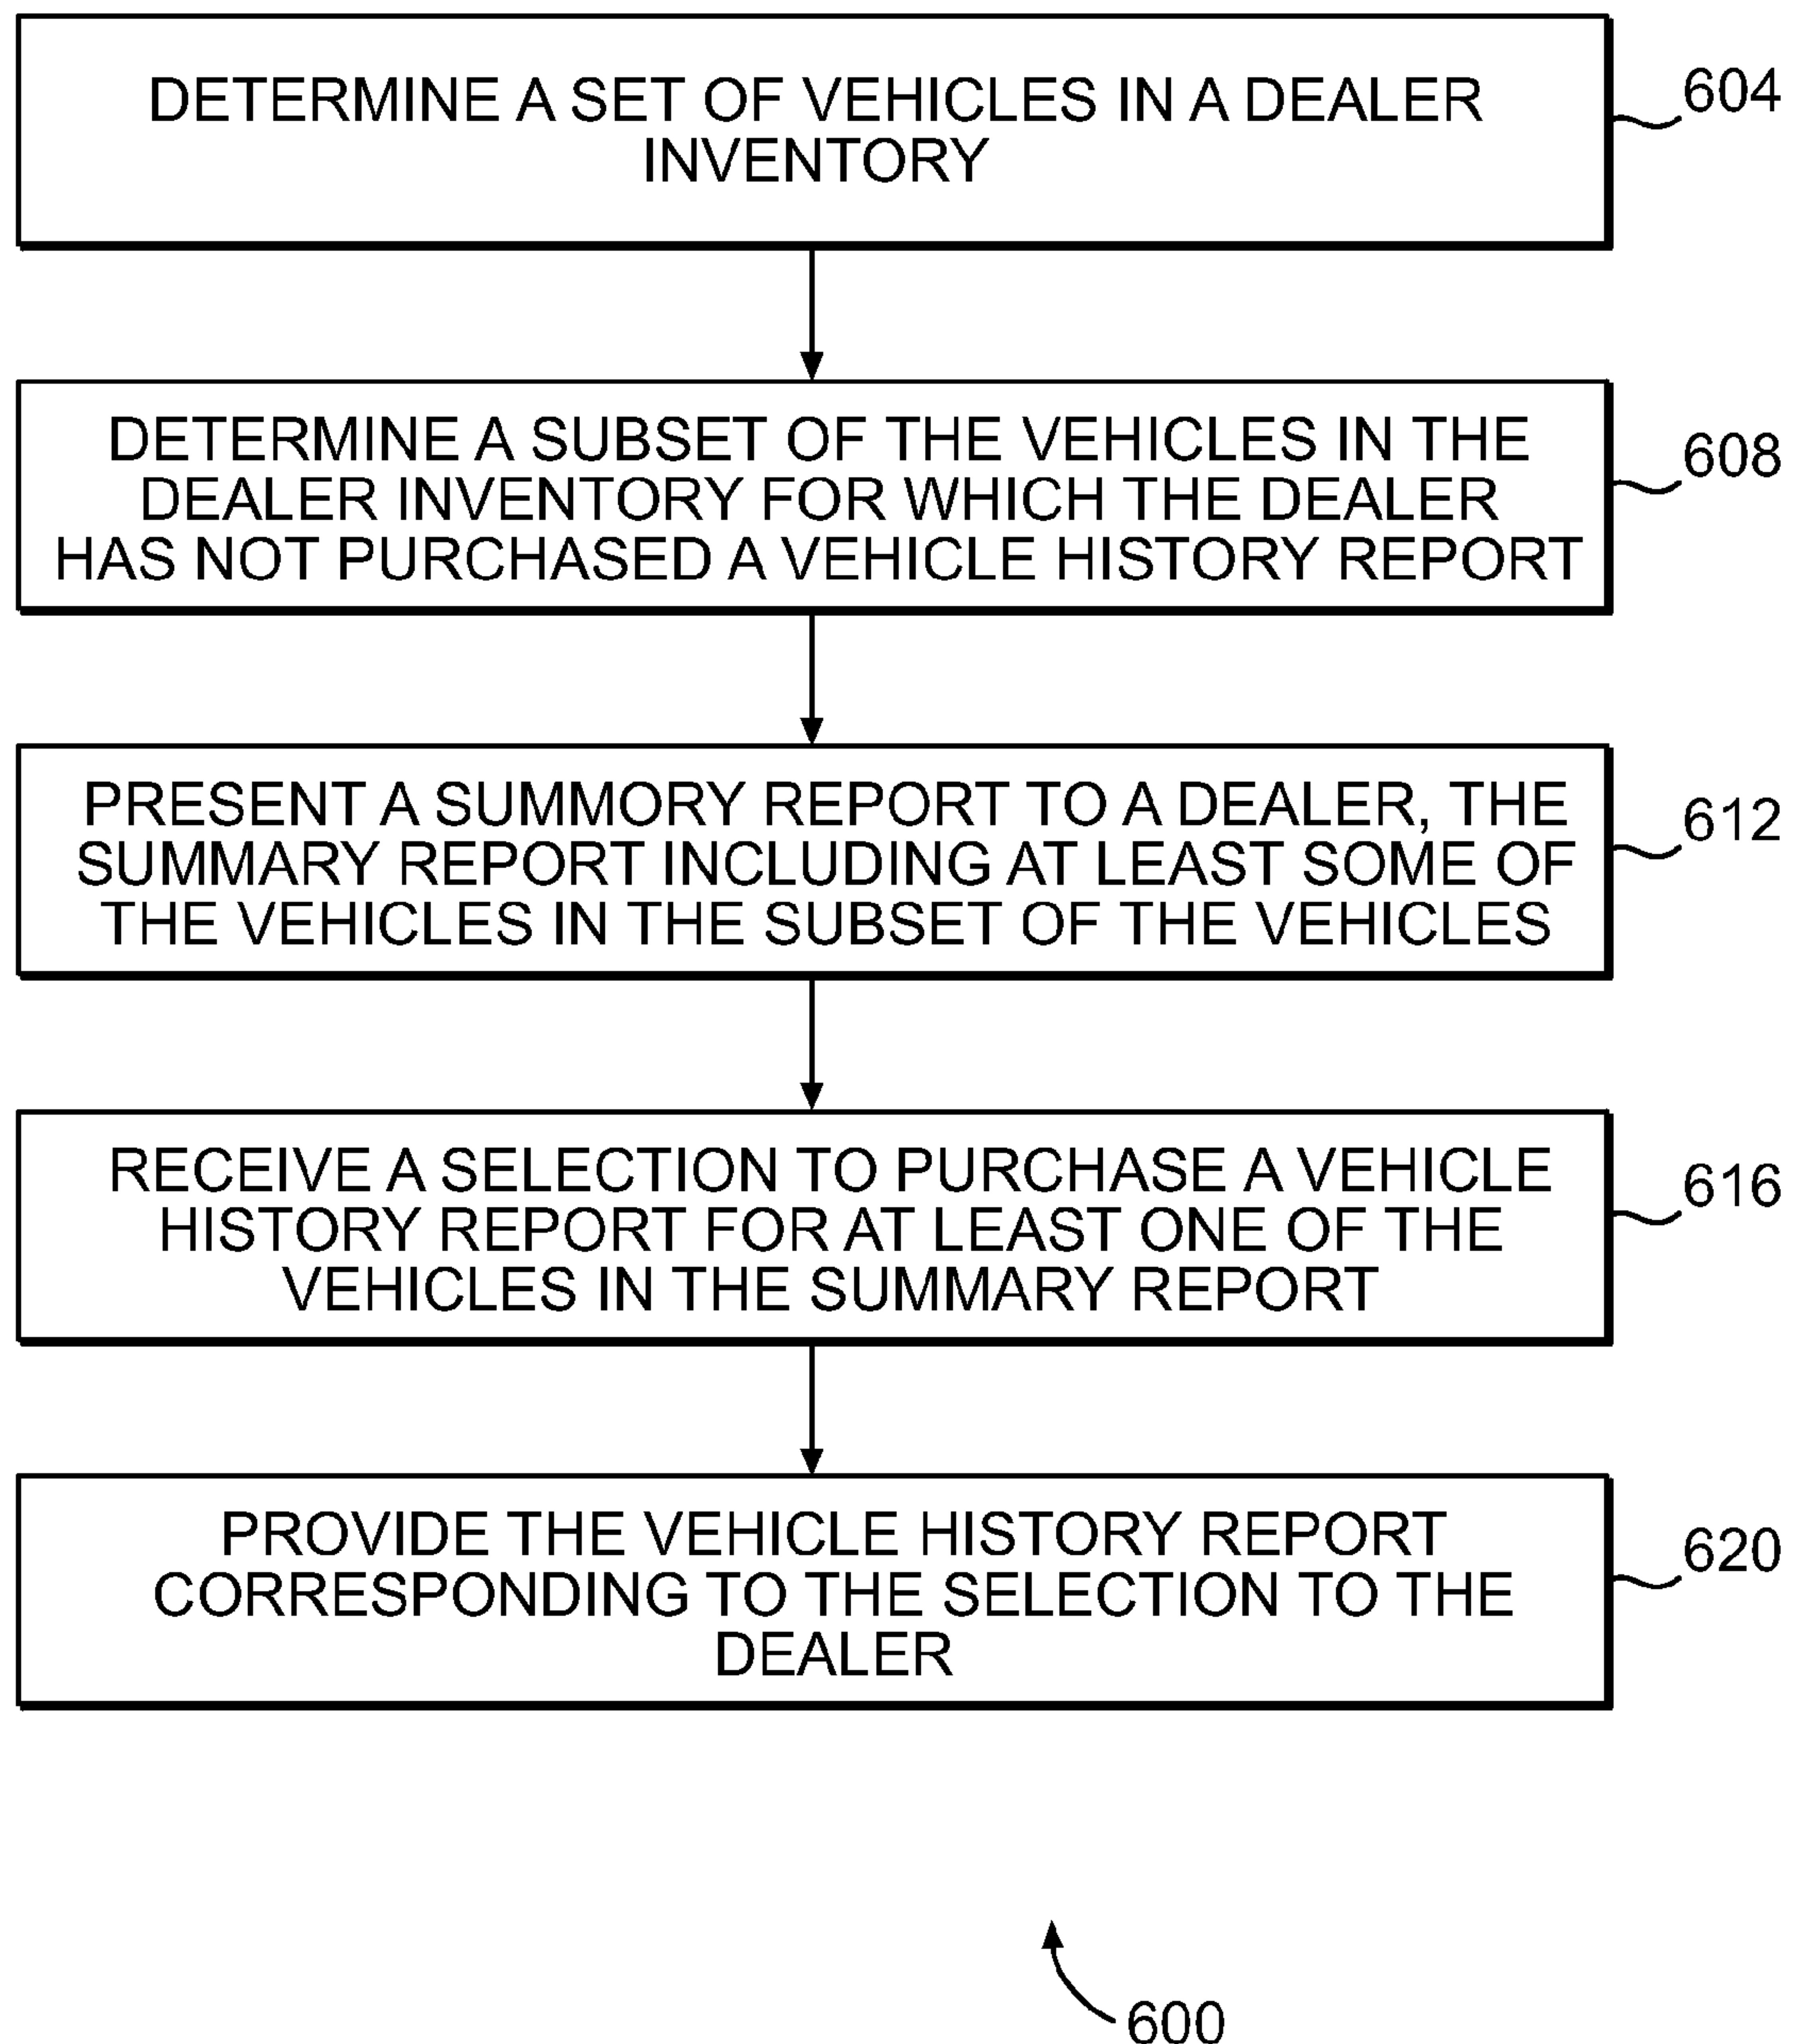 DETERMINE A SET OF VEHICLES IN A DEALER
INVENTORY
604
DETERMINE A SUBSET OF THE VEHICLES IN THE
DEALER INVENTORY FOR WHICH THE DEALER
HAS NOT PURCHASED A VEHICLE HISTORY REPORT
608
PRESENT A SUMMORY REPORT TO A DEALER, THE
SUMMARY REPORT INCLUDING AT LEAST SOME OF
THE VEHICLES IN THE SUBSET OF THE VEHICLES
612
RECEIVE A SELECTION TO PURCHASE A VEHICLE
HISTORY REPORT FOR AT LEAST ONE OF THE
VEHICLES IN THE SUMMARY REPORT
616
PROVIDE THE VEHICLE HISTORY REPORT
CORRESPONDING TO THE SELECTION TO THE
DEALER
620
600